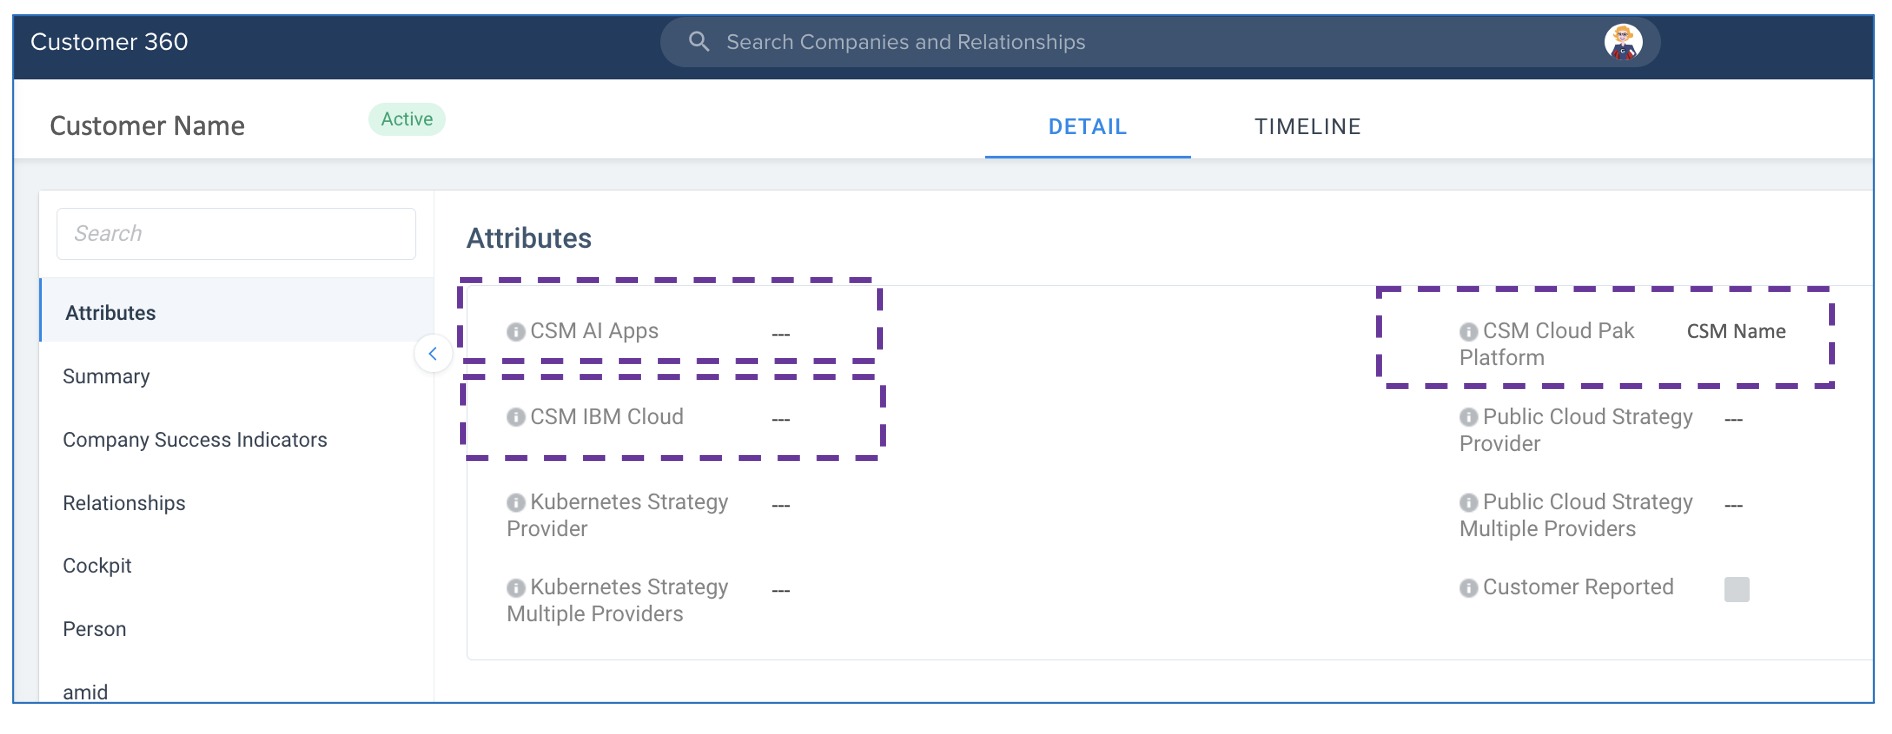 Customer 360
Search Companies and Relationships
Customer Name
Active
DETAIL
TIMELINE
Search
Attributes
Summary
Company Success Indicators
Relationships
Cockpit
Person
amid
Attributes
CSM AI Apps
---
CSM Cloud Pak
Platform
CSM Name
CSM IBM Cloud
---
Public Cloud Strategy
Provider
---
Kubernetes Strategy
Provider
---
Public Cloud Strategy
Multiple Providers
---
Kubernetes Strategy
Multiple Providers
---
Customer Reported